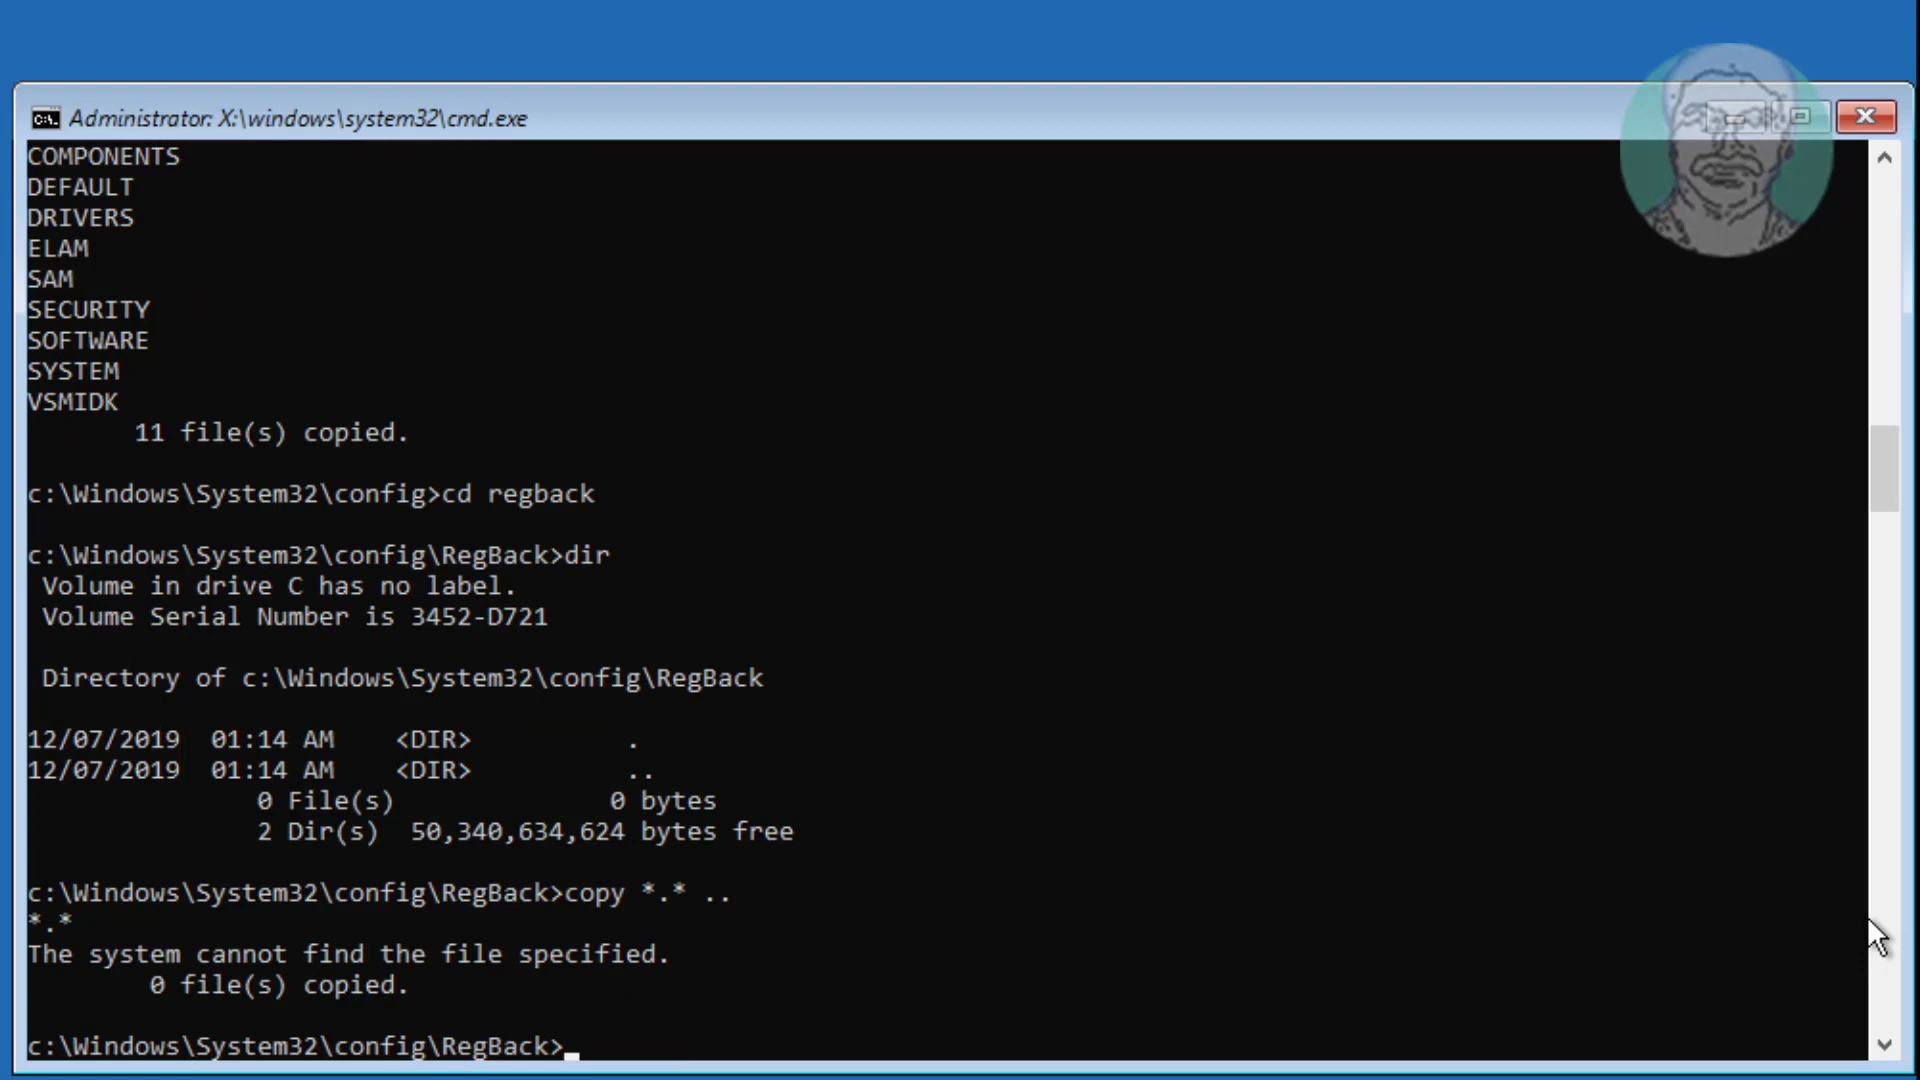 Administrator: X:\windows\system32\cmd.exe
COMPONENTS
DEFAULT
DRIVERS
ELAM
SAM
SECURITY
SOFTWARE
SYSTEM
VSMIDK
       11 file(s) copied.
c:\Windows\System32\config>cd regback
c:\Windows\System32\config\RegBack>dir
 Volume in drive C has no label.
 Volume Serial Number is 3452-D721
 Directory of c:\Windows\System32\config\RegBack
12/07/2019  01:14 AM    <DIR>          .
12/07/2019  01:14 AM    <DIR>          ..
               0 File(s)              0 bytes
               2 Dir(s)  50,340,634,624 bytes free
c:\Windows\System32\config\RegBack>copy *.* ..
*.*
The system cannot find the file specified.
        0 file(s) copied.
c:\Windows\System32\config\RegBack>